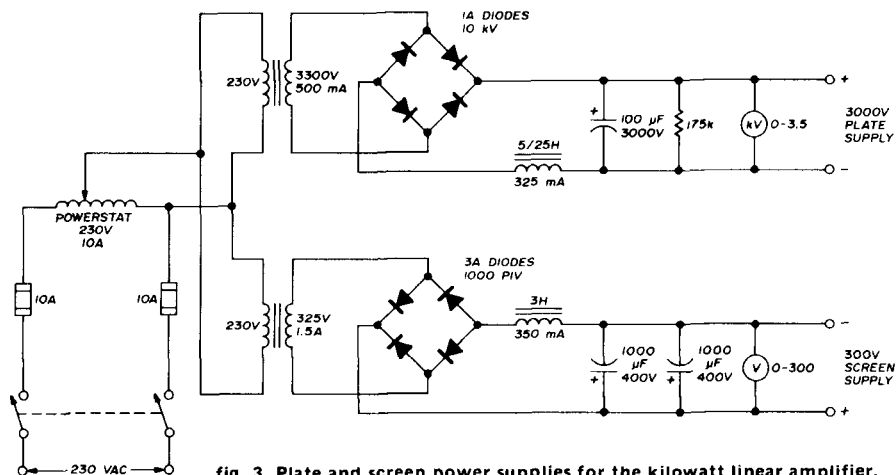 1A DIODES
10 kV
230V
3300V
500 mA
5/25H
325 mA
+
100 µF
3000V
175k
kV
0-3.5
+
3000V
PLATE
SUPPLY
-
POWERSTAT
230V
10A
10A
10A
230 VAC
230V
325V
1.5A
3A DIODES
1000 PIV
3H
350 mA
1000
µF
400V
+
1000
µF
400V
+
V
0-300
-
300V
SCREEN
SUPPLY
+
fig. 3. Plate and screen power supplies for the kilowatt linear amplifier.